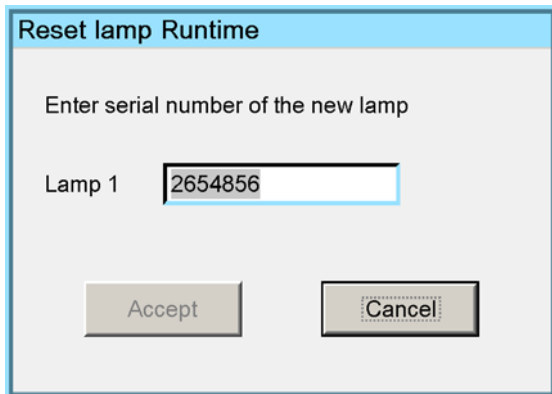 Reset lamp Runtime
Enter serial number of the new lamp
Lamp 1 2654856
Accept Cancel